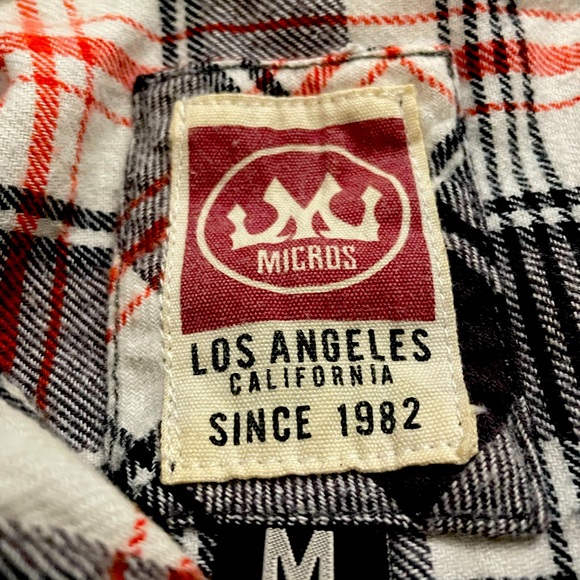 MICROS
LOS ANGELES
CALIFORNIA
SINCE 1982
M